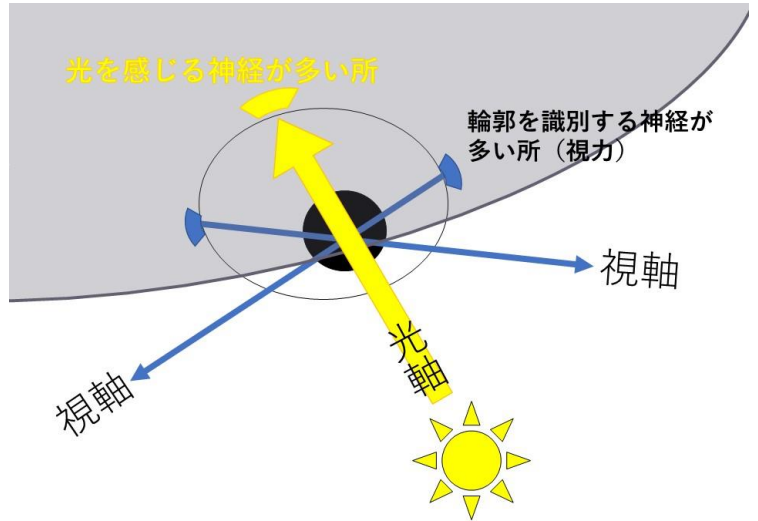 光を感じる神経が多い所
輪郭を識別する神経が
多い所（視力）
視軸
光軸
視軸